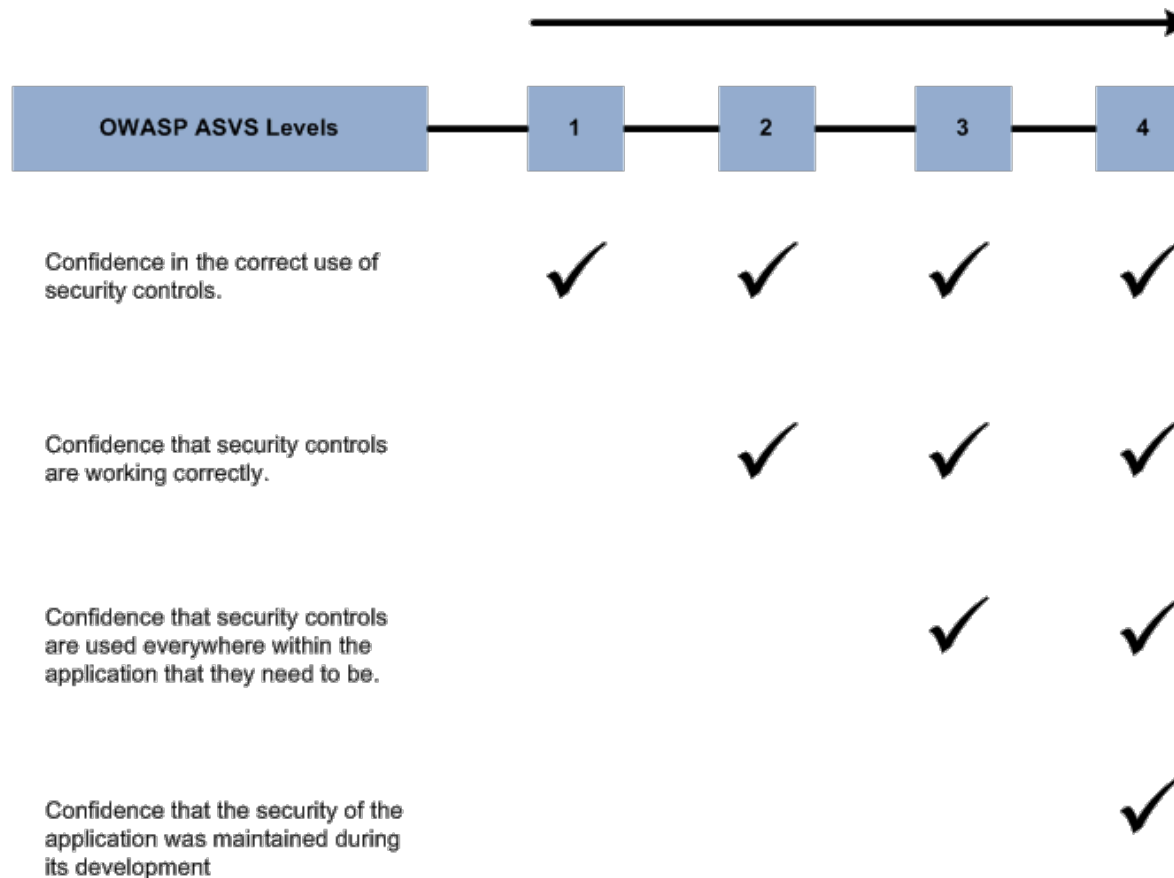 OWASP ASVS Levels 1 2 3 4
Confidence in the correct use of
security controls.
Confidence that security controls
are working correctly.
Confidence that security controls
are used everywhere within the
application that they need to be.
Confidence that the security of the
application was maintained during
its development